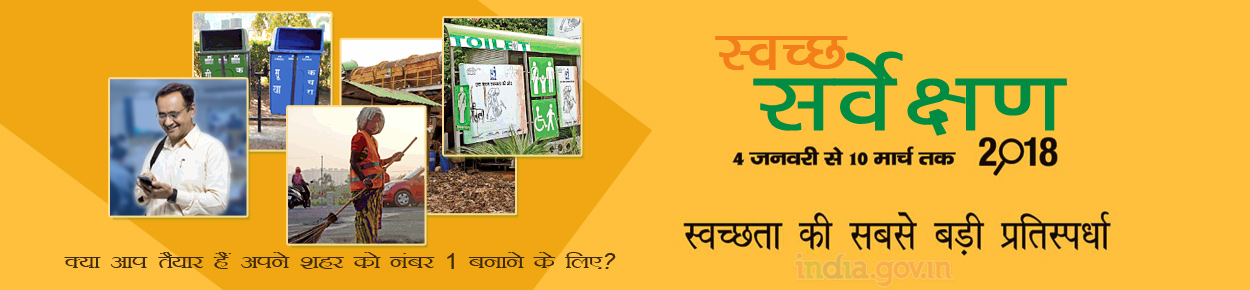 TOILET
क्या आप तैयार हैं अपने शहर को नंबर 1 बनाने के लिए?
स्वच्छ
सर्वेक्षण
4 जनवरी से 10 मार्च तक 2018
स्वच्छता की सबसे बड़ी प्रतिस्पर्धा
india.gov.in